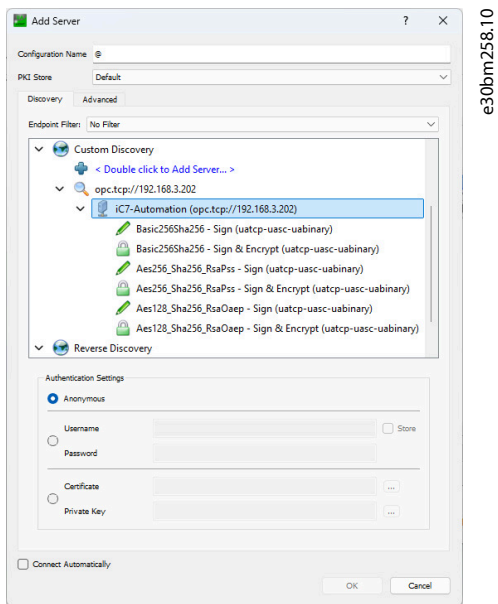 Add Server
?
Configuration Name @
PKI Store Default
Discovery Advanced
Endpoint Filter: No Filter
Custom Discovery
< Double click to Add Server... >
opc.tcp://192.168.3.202
iC7-Automation (opc.tcp://192.168.3.202)
Basic256Sha256 - Sign (uatcp-uasc-uabinary)
Basic256Sha256 - Sign & Encrypt (uatcp-uasc-uabinary)
Aes256_Sha256_RsaPss - Sign (uatcp-uasc-uabinary)
Aes256_Sha256_RsaPss - Sign & Encrypt (uatcp-uasc-uabinary)
Aes128_Sha256_RsaOaep - Sign (uatcp-uasc-uabinary)
Aes128_Sha256_RsaOaep - Sign & Encrypt (uatcp-uasc-uabinary)
Reverse Discovery
Authentication Settings
Anonymous
Username Store
Password
Certificate ...
Private Key ...
Connect Automatically
OK Cancel
e30bm258.10